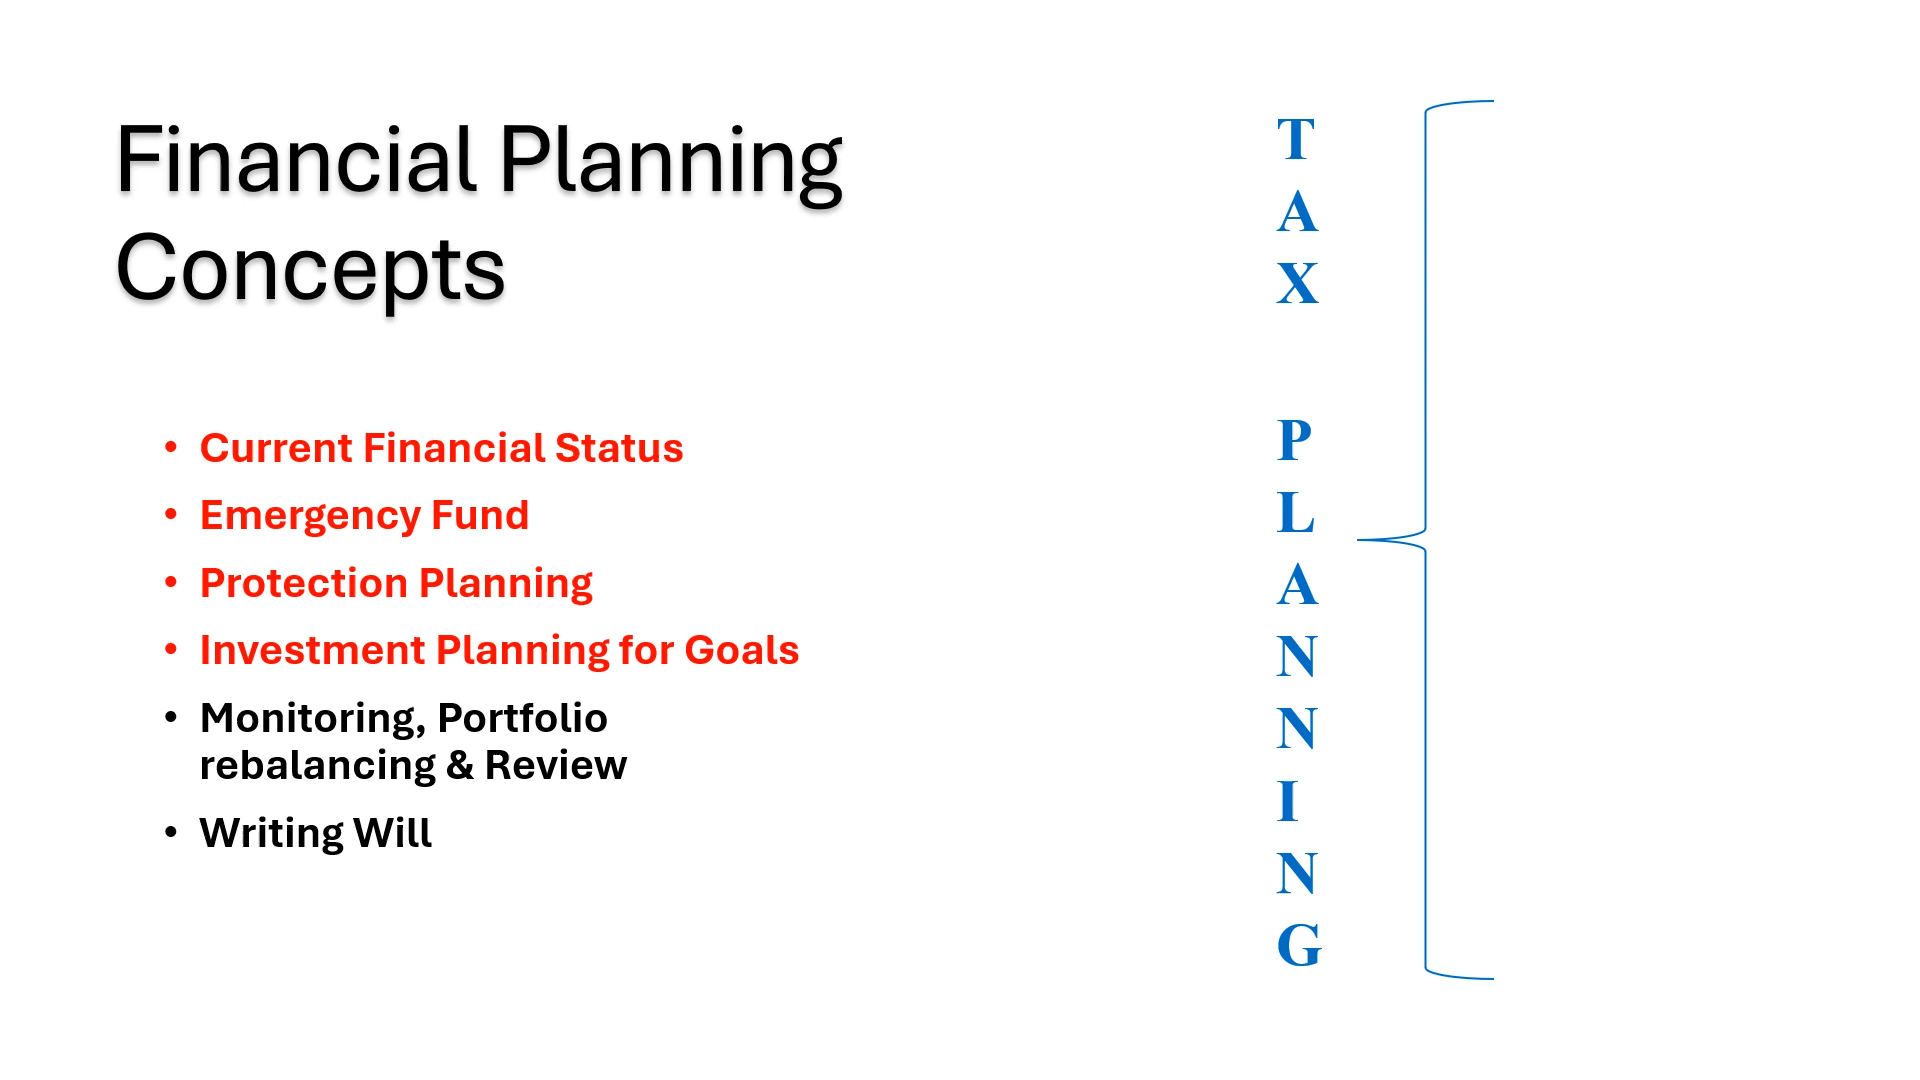 Financial Planning
Concepts
• Current Financial Status
• Emergency Fund
• Protection Planning
• Investment Planning for Goals
• Monitoring, Portfolio
rebalancing & Review
• Writing Will
T
A
X
P
L
A
N
N
I
N
G